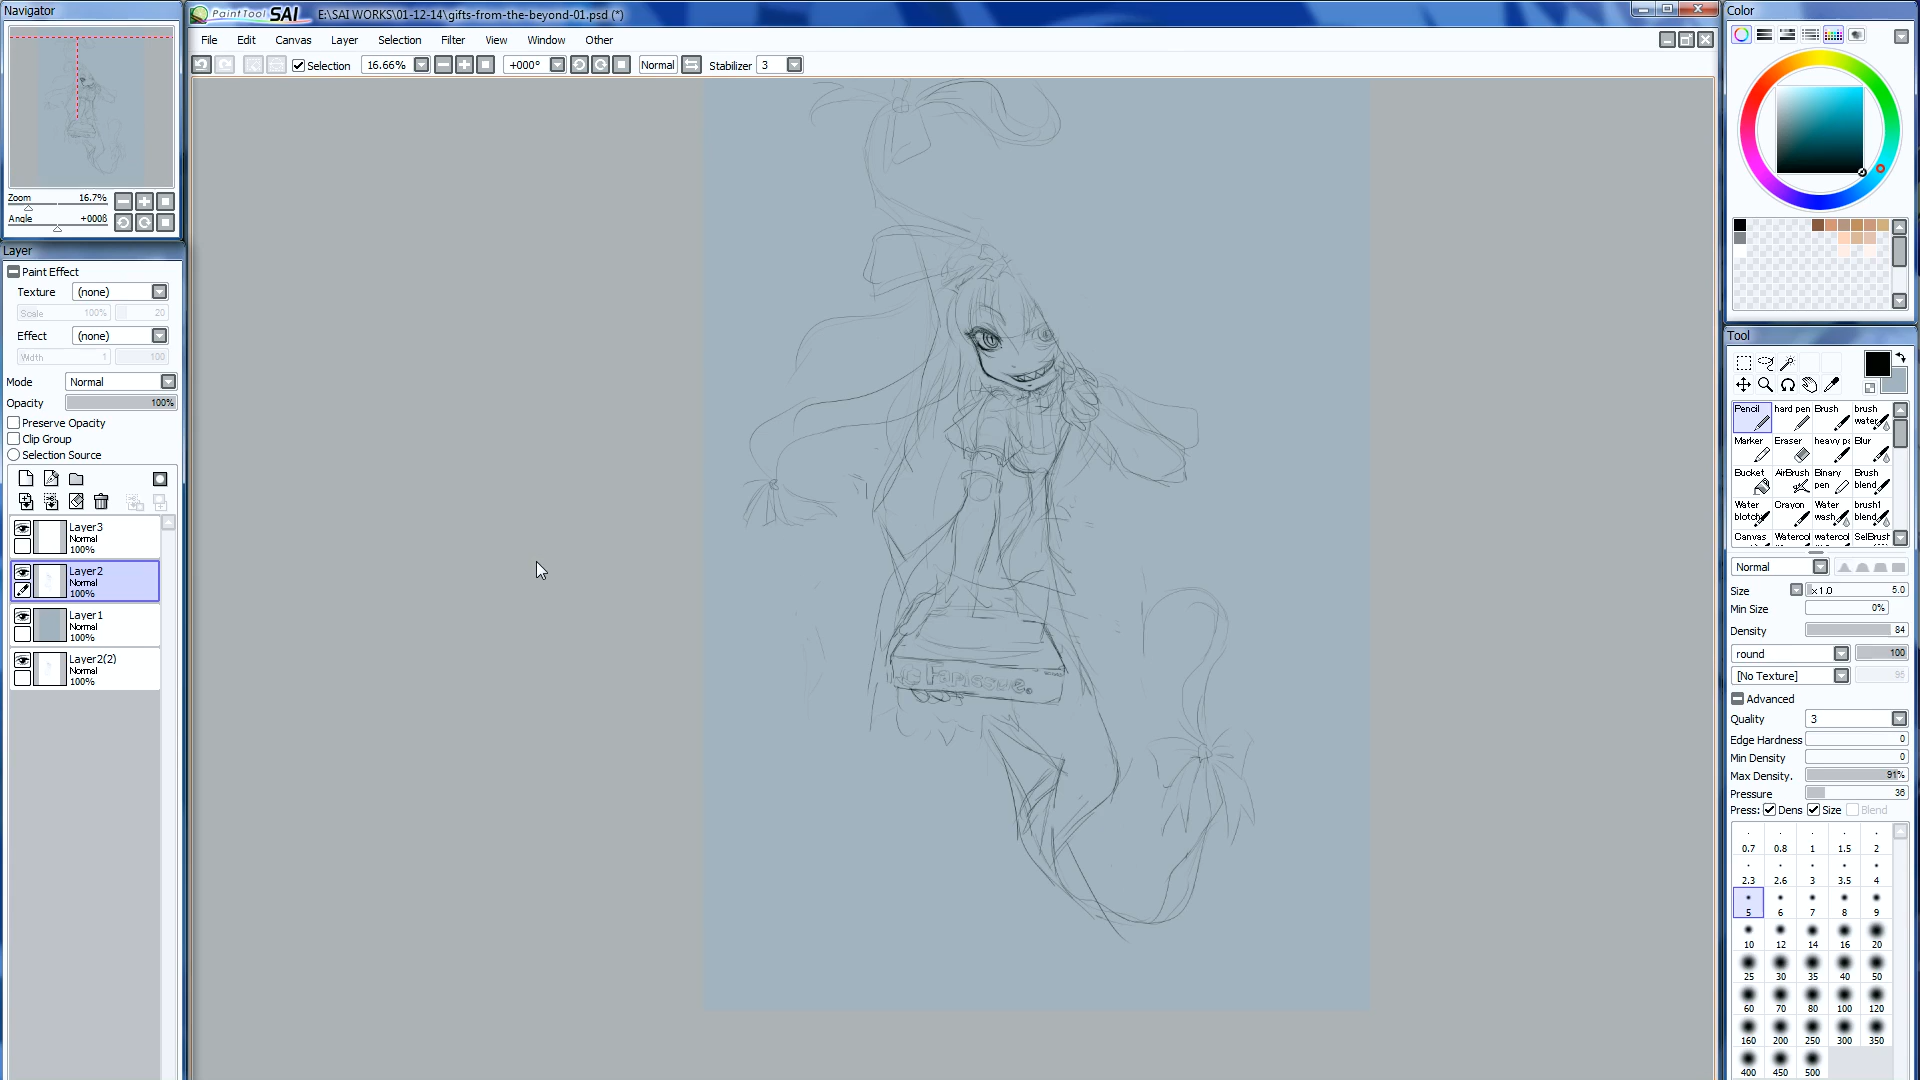 Navigator
PaintTool SAI E:\SAI WORKS\01-12-14\gifts-from-the-beyond-01.psd (*)
Color
File Edit Canvas Layer Selection Filter View Window Other
Selection 16.66% +000° Normal Stabilizer 3
Zoom 16.7%
Angle +000ß
Layer
Paint Effect
Texture (none)
Scale 100% 20
Effect (none)
Width 1 100
Mode Normal
Opacity 100%
Preserve Opacity
Clip Group
Selection Source
Layer3
Normal
100%
Layer2
Normal
100%
Layer1
Normal
100%
Layer2(2)
Normal
100%
Tool
Pencil hard pen Brush brush water
Marker Eraser heavy pa Blur
Bucket AirBrush Binary pen Brush blend
Water blotch Crayon Water wash brush1 blend
Canvas Watercol watercol SelBrush
Normal
Size x1.0 5.0
Min Size 0%
Density 84
round 100
[No Texture] 95
Advanced
Quality 3
Edge Hardness 0
Min Density 0
Max Density. 91%
Pressure 36
Press: Dens Size Blend
0.7 0.8 1 1.5 2
2.3 2.6 3 3.5 4
5 6 7 8 9
10 12 14 16 20
25 30 35 40 50
60 70 80 100 120
160 200 250 300 350
400 450 500